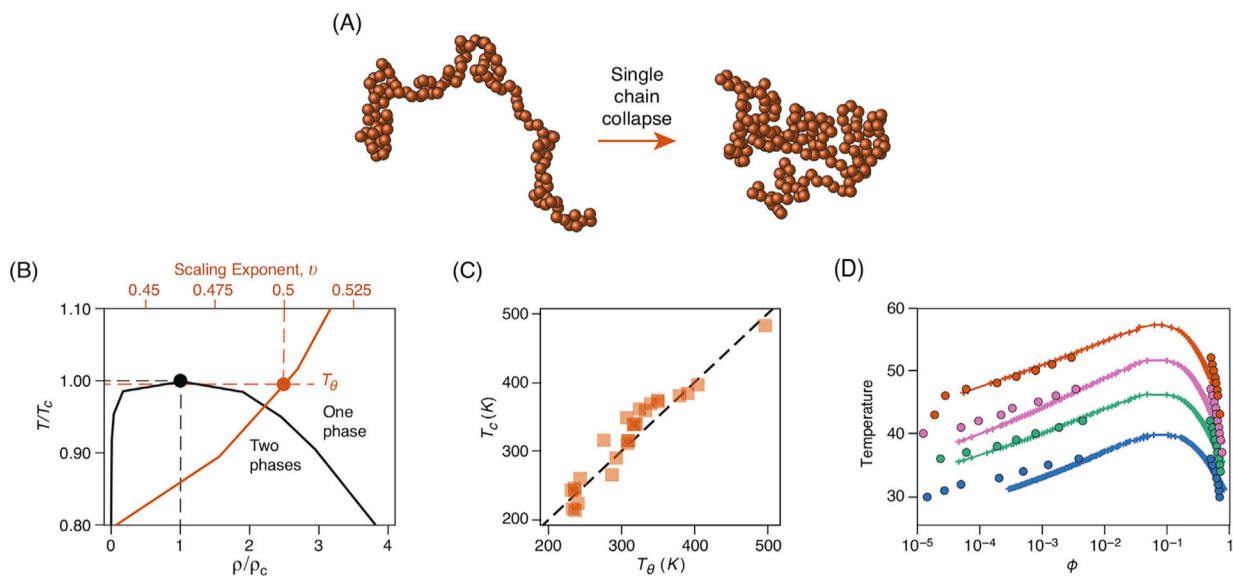 (A)
Single
chain
collapse
(B)
Scaling Exponent, υ
0.45 0.475 0.5 0.525
1.10
1.00
0.90
0.80
T/Tc
Tθ
One
phase
Two
phases
0 1 2 3 4
ρ/ρc
(C)
500
400
300
200
Tc (K)
200 300 400 500
Tθ (K)
(D)
60
50
40
30
Temperature
10⁻⁵ 10⁻⁴ 10⁻³ 10⁻² 10⁻¹ 1
ϕ